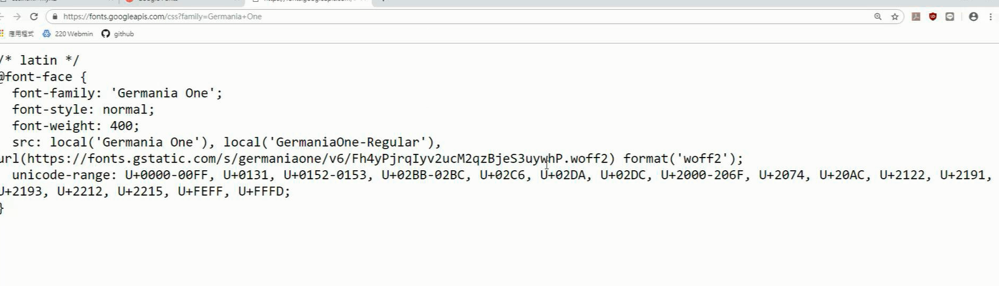 https://fonts.googleapis.com/css?family=Germania+One
應用程式 220 Webmin github
/* latin */
@font-face {
font-family: 'Germania One';
font-style: normal;
font-weight: 400;
src: local('Germania One'), local('GermaniaOne-Regular'),
url(https://fonts.gstatic.com/s/germaniaone/v6/Fh4yPjrqIyv2ucM2qzBjeS3uywhP.woff2) format('woff2');
unicode-range: U+0000-00FF, U+0131, U+0152-0153, U+02BB-02BC, U+02C6, U+02DA, U+02DC, U+2000-206F, U+2074, U+20AC, U+2122, U+2191,
U+2193, U+2212, U+2215, U+FEFF, U+FFFD;
}